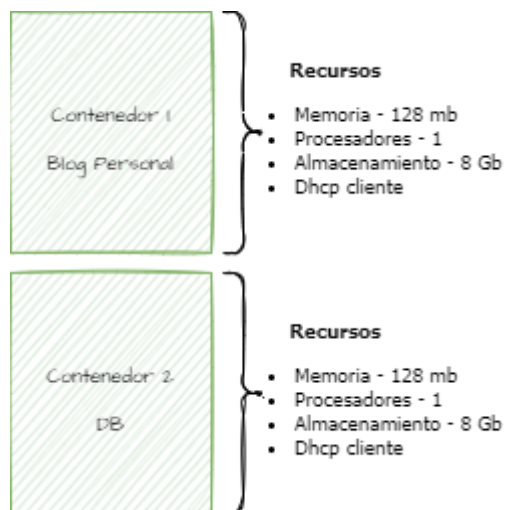 Contenedor 1
Blog Personal
Recursos
• Memoria - 128 mb
• Procesadores - 1
• Almacenamiento - 8 Gb
• Dhcp cliente
Contenedor 2
DB
Recursos
• Memoria - 128 mb
• Procesadores - 1
• Almacenamiento - 8 Gb
• Dhcp cliente